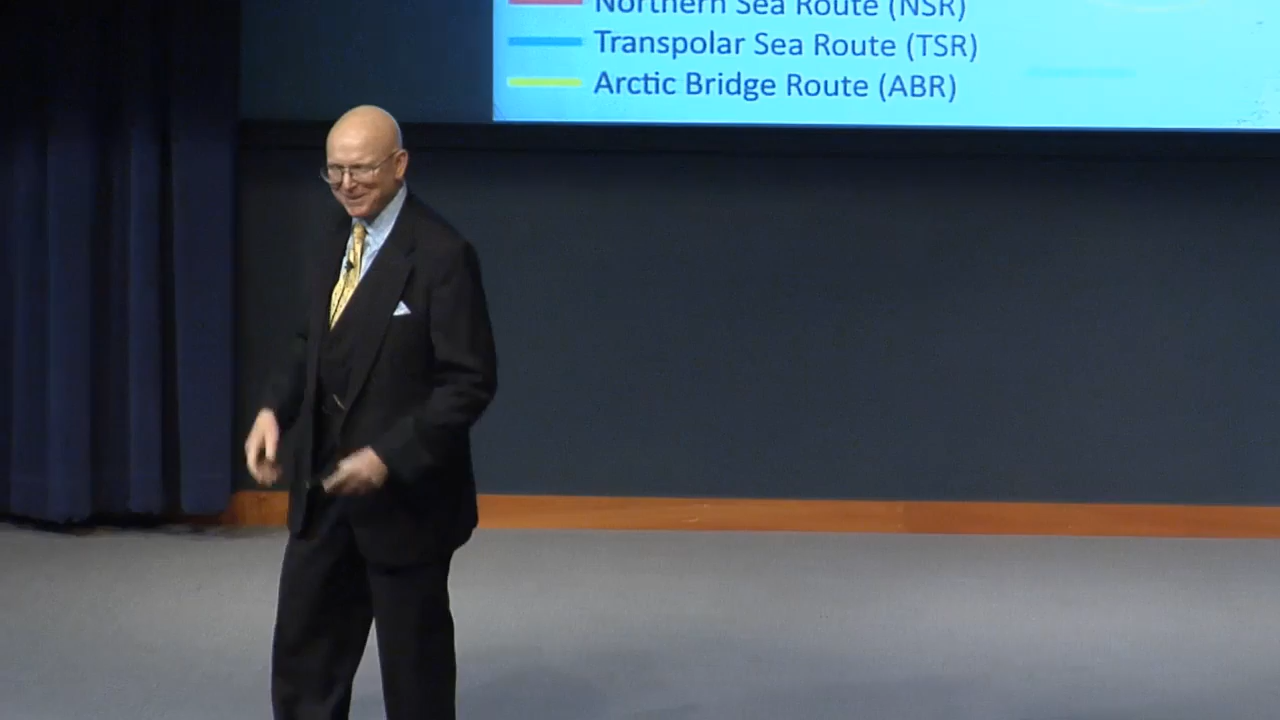 Northern Sea Route (NSR)
Transpolar Sea Route (TSR)
Arctic Bridge Route (ABR)